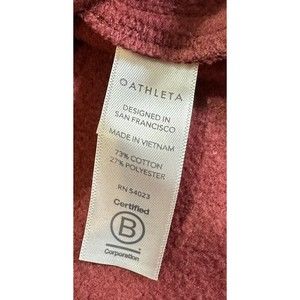 ATHLETA
DESIGNED IN
SAN FRANCISCO
MADE IN VIETNAM
73% COTTON
27% POLYESTER
RN 54023
Certified
B
Corporation